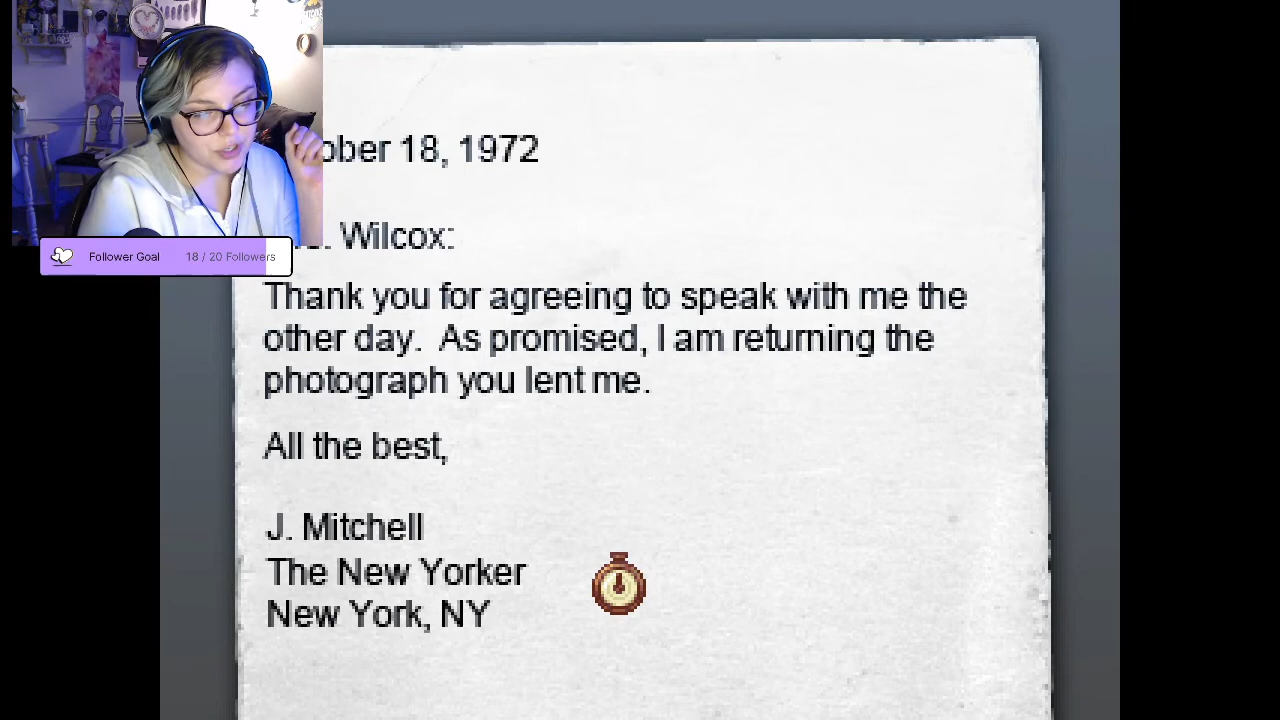 ober 18, 1972
Wilcox:
Follower Goal 18 / 20 Followers
Thank you for agreeing to speak with me the
other day. As promised, I am returning the
photograph you lent me.
All the best,
J. Mitchell
The New Yorker
New York, NY